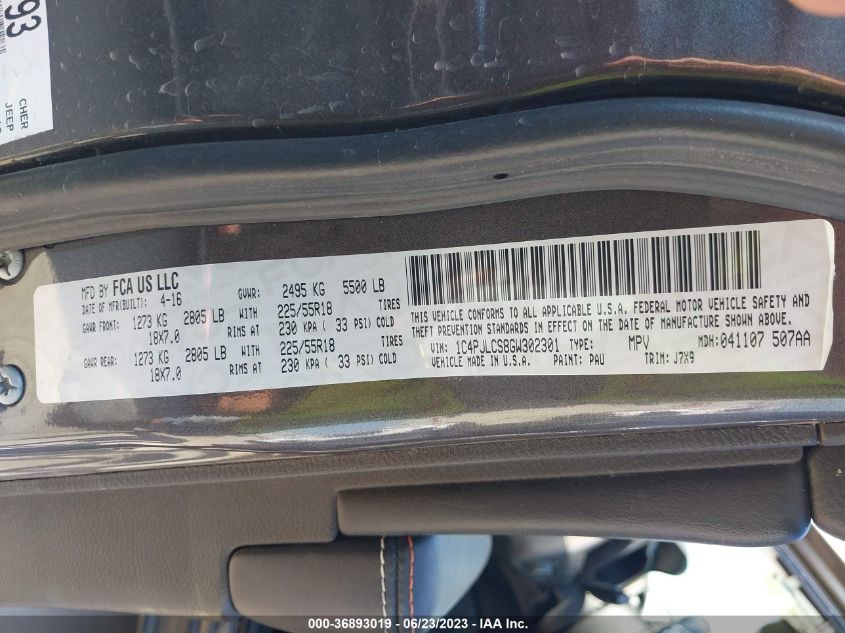 93
CHER
JEEP
MFD BY FCA US LLC
DATE OF MFR(BUILT): 4-16 GVWR: 2495 KG 5500 LB
GAWR FRONT: 1273 KG 2805 LB WITH 225/55R18 TIRES
18X7.0 RIMS AT 230 KPA ( 33 PSI) COLD
GAWR REAR: 1273 KG 2805 LB WITH 225/55R18 TIRES
18X7.0 RIMS AT 230 KPA ( 33 PSI) COLD
THIS VEHICLE CONFORMS TO ALL APPLICABLE U.S.A. FEDERAL MOTOR VEHICLE SAFETY AND
THEFT PREVENTION STANDARDS IN EFFECT ON THE DATE OF MANUFACTURE SHOWN ABOVE.
VIN: 1C4PJLCS8GW302301 TYPE: MPV MDH: 041107 507AA
VEHICLE MADE IN U.S.A. PAINT: PAU TRIM: J7X9
000-36893019 - 06/23/2023 - IAAI.com